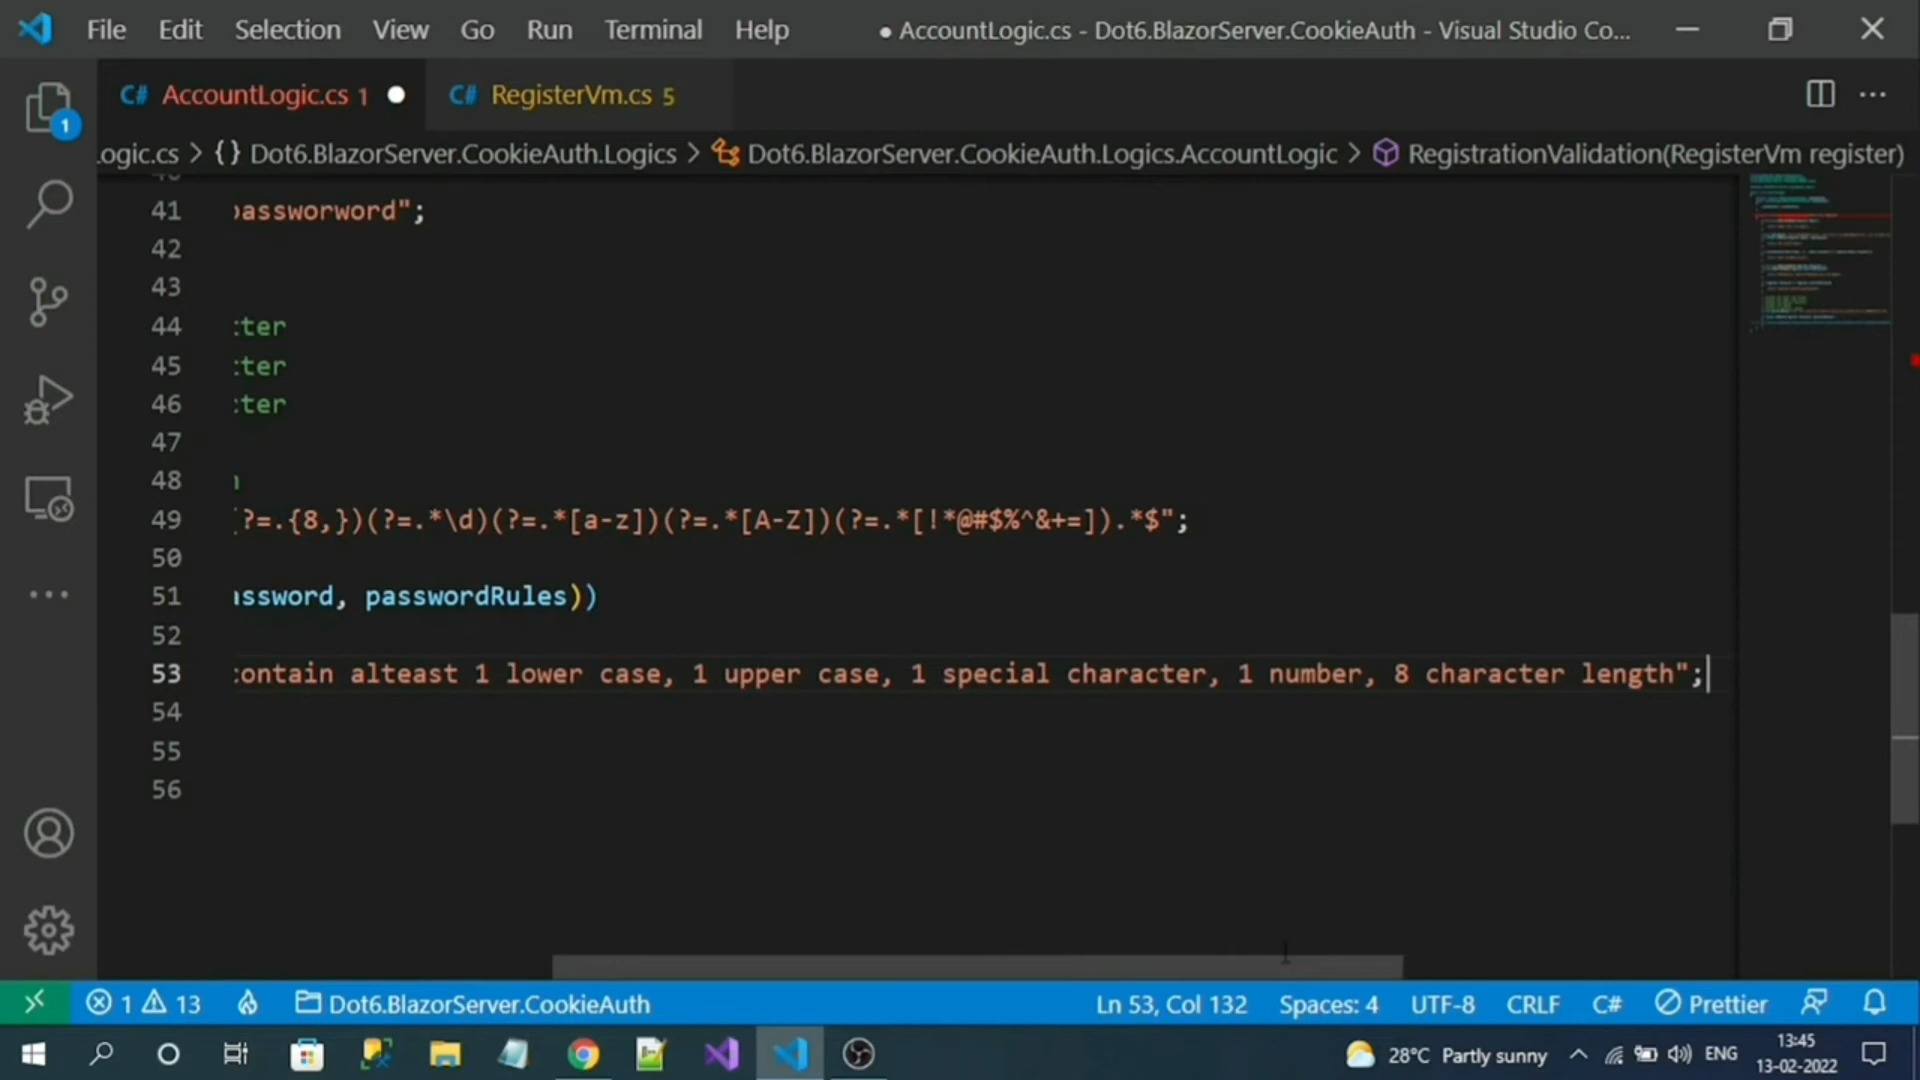 File Edit Selection View Go Run Terminal Help ● AccountLogic.cs - Dot6.BlazorServer.CookieAuth - Visual Studio Co...
C# AccountLogic.cs 1 ● C# RegisterVm.cs 5 ...
1
.ogic.cs > {} Dot6.BlazorServer.CookieAuth.Logics > Dot6.BlazorServer.CookieAuth.Logics.AccountLogic > RegistrationValidation(RegisterVm register)
41 passworword";
42
43
44 :ter
45 :ter
46 :ter
47
48
49 (?=.{8,})(?=.*\d)(?=.*[a-z])(?=.*[A-Z])(?=.*[!*@#$%^&+=]).*$";
50
51 assword, passwordRules))
52
53 contain alteast 1 lower case, 1 upper case, 1 special character, 1 number, 8 character length";
54
55
56
1 13 Dot6.BlazorServer.CookieAuth Ln 53, Col 132 Spaces: 4 UTF-8 CRLF C# Prettier
28°C Partly sunny ENG 13:45
13-02-2022